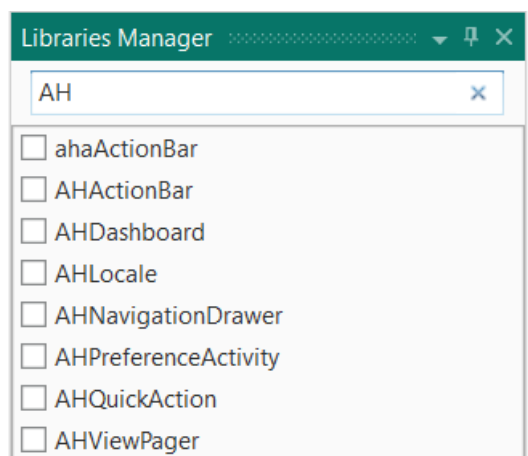 Libraries Manager
AH
ahaActionBar
AHActionBar
AHDashboard
AHLocale
AHNavigationDrawer
AHPreferenceActivity
AHQuickAction
AHViewPager